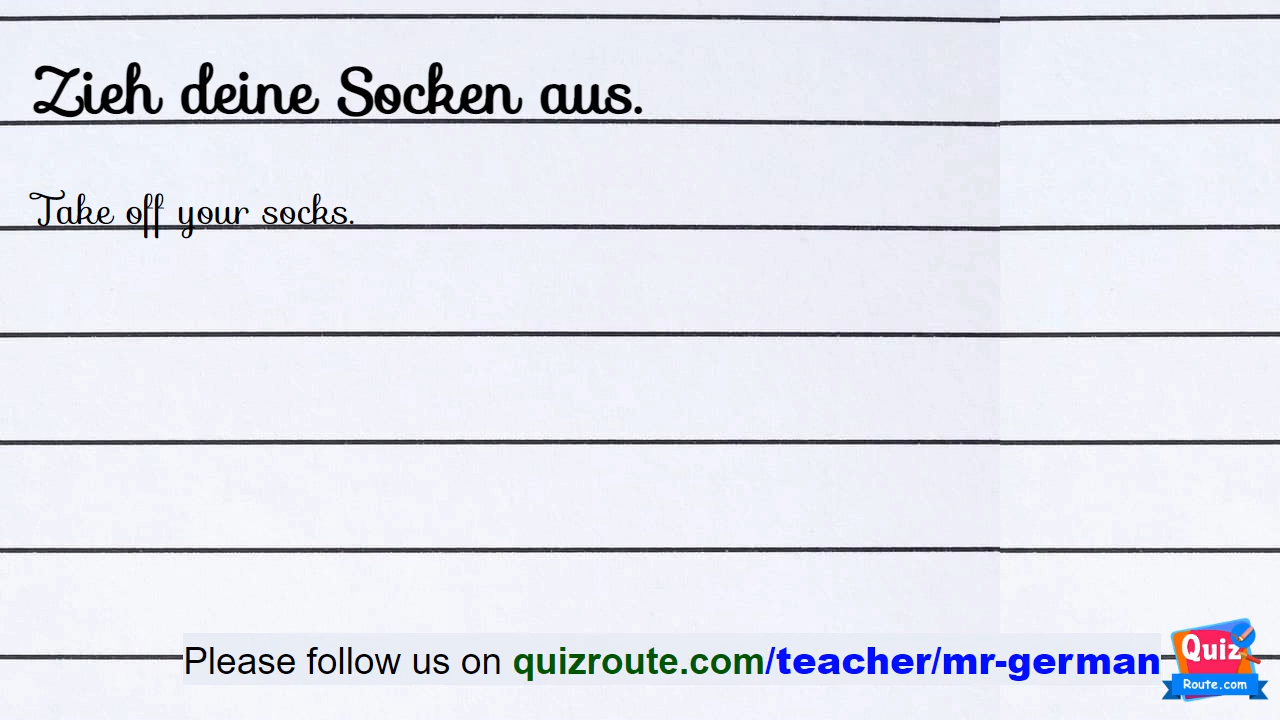 Zieh deine Socken aus.
Take off your socks.
Please follow us on quizroute.com/teacher/mr-german
Quiz
Route.com